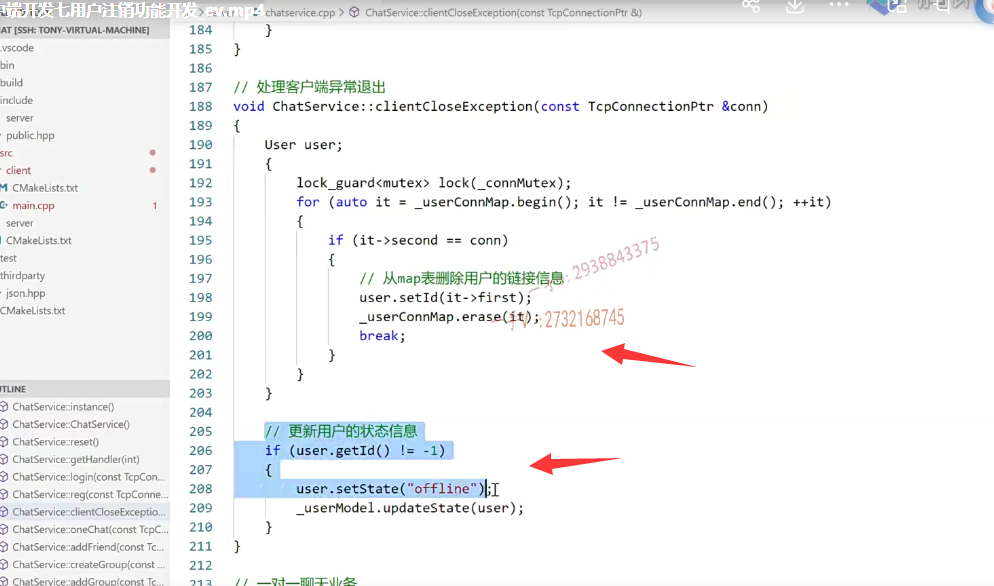 端开发七用户注销功能开发_ev.mp4
chatservice.cpp > ChatService::clientCloseException(const TcpConnectionPtr &)
AT [SSH: TONY-VIRTUAL-MACHINE]
.vscode
bin
build
include
server
public.hpp
src
client
CMakeLists.txt
main.cpp 1
server
CMakeLists.txt
test
thirdparty
json.hpp
CMakeLists.txt
UTLINE
ChatService::instance()
ChatService::ChatService()
ChatService::reset()
ChatService::getHandler(int)
ChatService::login(const TcpCon...
ChatService::reg(const TcpConne...
ChatService::clientCloseExceptio...
ChatService::oneChat(const TcpC...
ChatService::addFriend(const Tc...
ChatService::createGroup(const ...
ChatService::addGroup(const Tc...
184 }
185 }
186
187 // 处理客户端异常退出
188 void ChatService::clientCloseException(const TcpConnectionPtr &conn)
189 {
190 User user;
191 {
192 lock_guard<mutex> lock(_connMutex);
193 for (auto it = _userConnMap.begin(); it != _userConnMap.end(); ++it)
194 {
195 if (it->second == conn)
196 {
197 // 从map表删除用户的链接信息
198 user.setId(it->first);
199 _userConnMap.erase(it);
200 break;
201 }
202 }
203 }
204
205 // 更新用户的状态信息
206 if (user.getId() != -1)
207 {
208 user.setState("offline");
209 _userModel.updateState(user);
210 }
211 }
212
213 // 一对一聊天业务
:2938843375
:2732168745